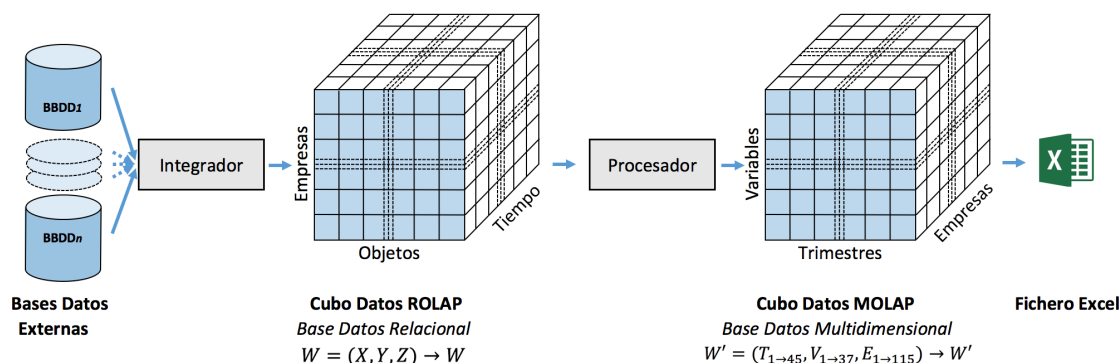 BBDD1
BBDDn
Integrador
Empresas
Objetos
Tiempo
Procesador
Variables
Trimestres
Empresas
X
Bases Datos
Externas
Cubo Datos ROLAP
Base Datos Relacional
W = (X, Y, Z) → W
Cubo Datos MOLAP
Base Datos Multidimensional
W' = (T₁→₄₅, V₁→₃₇, E₁→₁₁₅) → W'
Fichero Excel